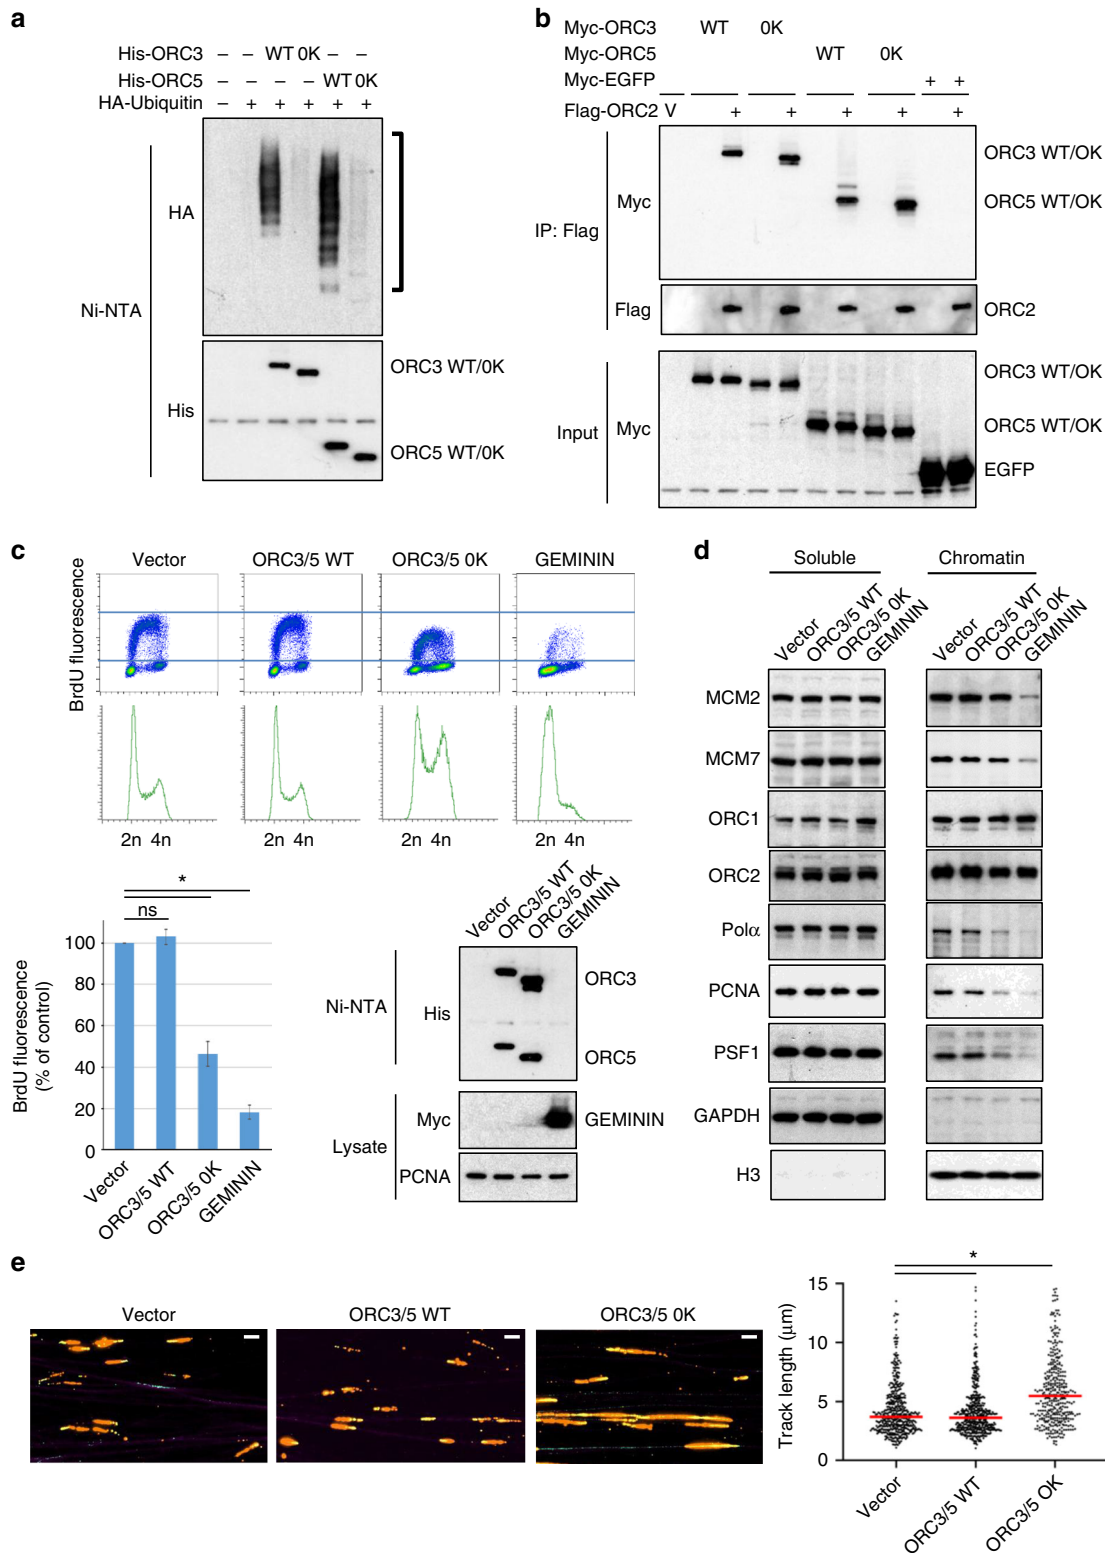 a
His-ORC3 – – WT 0K – –
His-ORC5 – – – – WT 0K
HA-Ubiquitin – + + + + +
HA
Ni-NTA
His
ORC3 WT/0K
ORC5 WT/0K
b
Myc-ORC3 WT 0K
Myc-ORC5 WT 0K
Myc-EGFP + +
Flag-ORC2 V + + + + +
IP: Flag
Myc
Flag
ORC3 WT/OK
ORC5 WT/OK
ORC2
Input
Myc
ORC3 WT/OK
ORC5 WT/OK
EGFP
c
Vector ORC3/5 WT ORC3/5 0K GEMININ
BrdU fluorescence
2n 4n 2n 4n 2n 4n 2n 4n
BrdU fluorescence
(% of control)
100
80
60
40
20
0
*
ns
Vector
ORC3/5 WT
ORC3/5 0K
GEMININ
Vector
ORC3/5 WT
ORC3/5 0K
GEMININ
Ni-NTA
His
ORC3
ORC5
Lysate
Myc
GEMININ
PCNA
d
Soluble Chromatin
Vector
ORC3/5 WT
ORC3/5 0K
GEMININ
Vector
ORC3/5 WT
ORC3/5 0K
GEMININ
MCM2
MCM7
ORC1
ORC2
Polα
PCNA
PSF1
GAPDH
H3
e
Vector ORC3/5 WT ORC3/5 0K
Track length (μm)
15
10
5
0
*
Vector
ORC3/5 WT
ORC3/5 OK